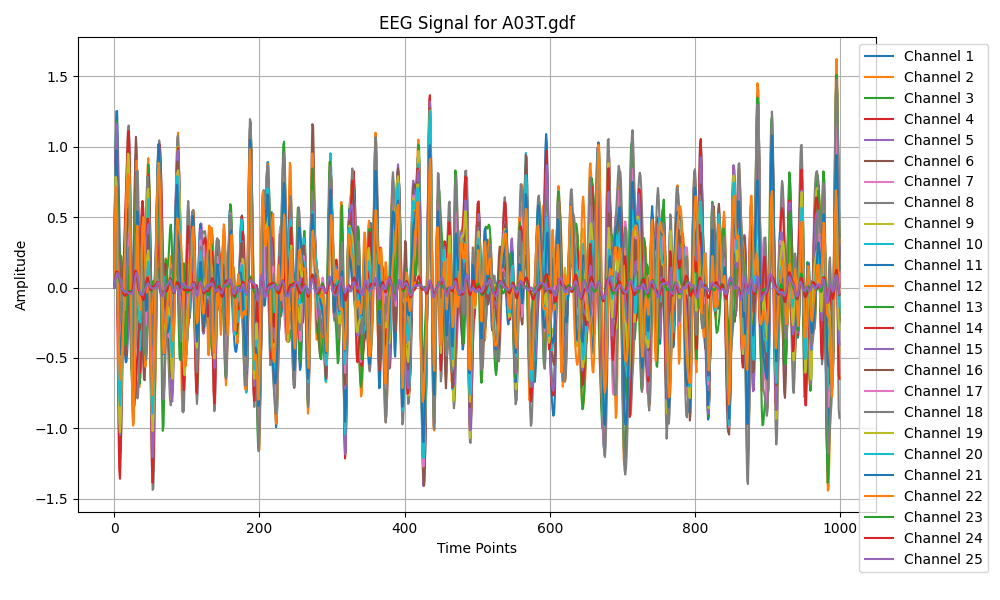 EEG Signal for A03T.gdf
Amplitude
1.5
1.0
0.5
0.0
−0.5
−1.0
−1.5
0
200
400
600
800
1000
Time Points
Channel 1
Channel 2
Channel 3
Channel 4
Channel 5
Channel 6
Channel 7
Channel 8
Channel 9
Channel 10
Channel 11
Channel 12
Channel 13
Channel 14
Channel 15
Channel 16
Channel 17
Channel 18
Channel 19
Channel 20
Channel 21
Channel 22
Channel 23
Channel 24
Channel 25